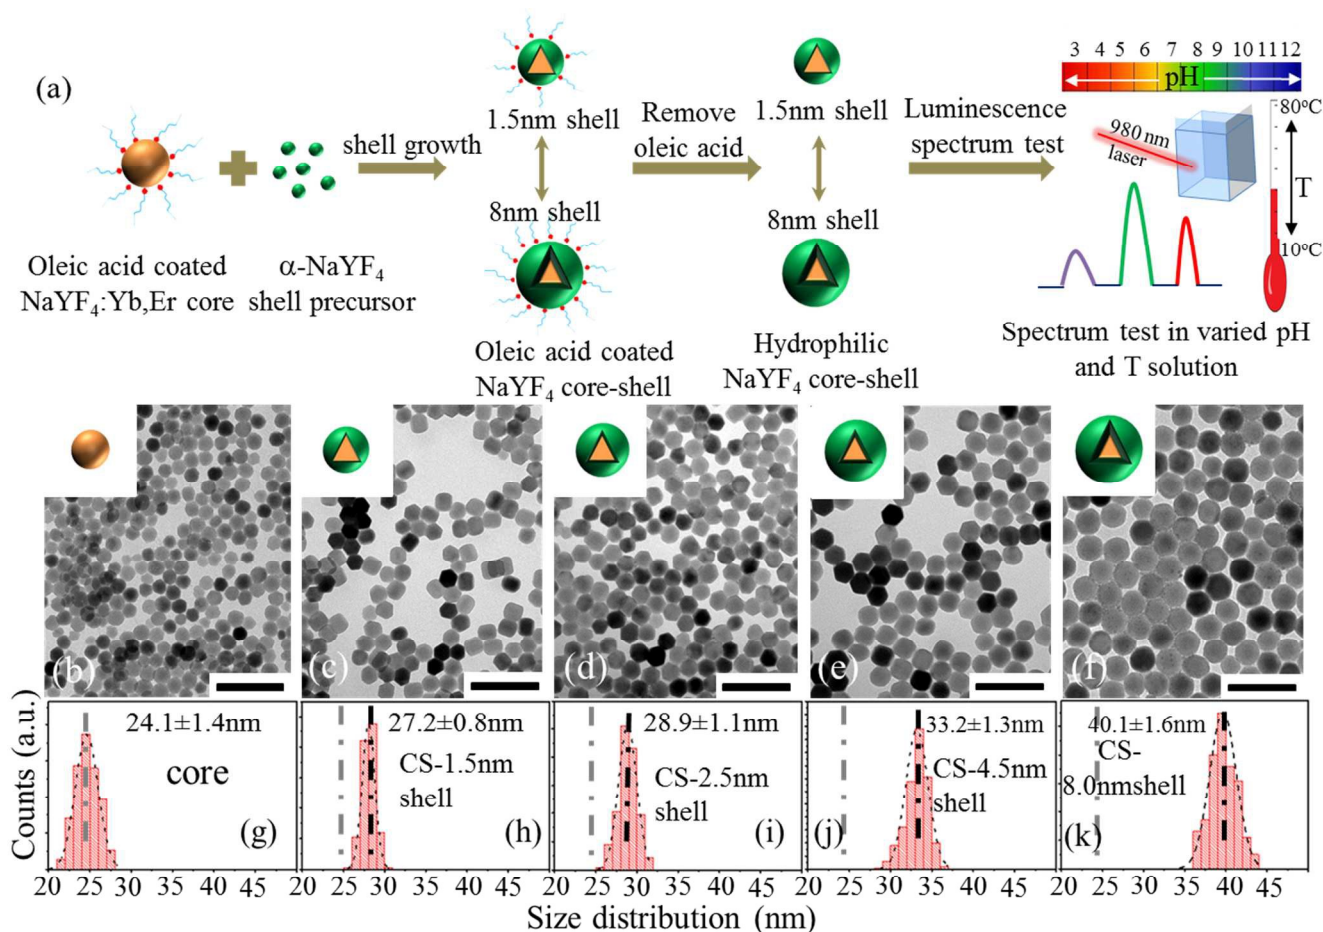 (a)
Oleic acid coated
NaYF4:Yb,Er core
α-NaYF4
shell precursor
shell growth
1.5nm shell
8nm shell
Oleic acid coated
NaYF4 core-shell
Remove
oleic acid
1.5nm shell
8nm shell
Hydrophilic
NaYF4 core-shell
Luminescence
spectrum test
3 4 5 6 7 8 9 10 11 12
pH
980 nm
laser
80°C
T
10°C
Spectrum test in varied pH
and T solution
(b)
(c)
(d)
(e)
(f)
Counts (a.u.)
24.1±1.4nm
core
(g)
27.2±0.8nm
CS-1.5nm
shell
(h)
28.9±1.1nm
CS-2.5nm
shell
(i)
33.2±1.3nm
CS-4.5nm
shell
(j)
40.1±1.6nm
CS-
8.0nmshell
(k)
20 25 30 35 40 45
20 25 30 35 40 45
20 25 30 35 40 45
20 25 30 35 40 45
20 25 30 35 40 45
Size distribution (nm)